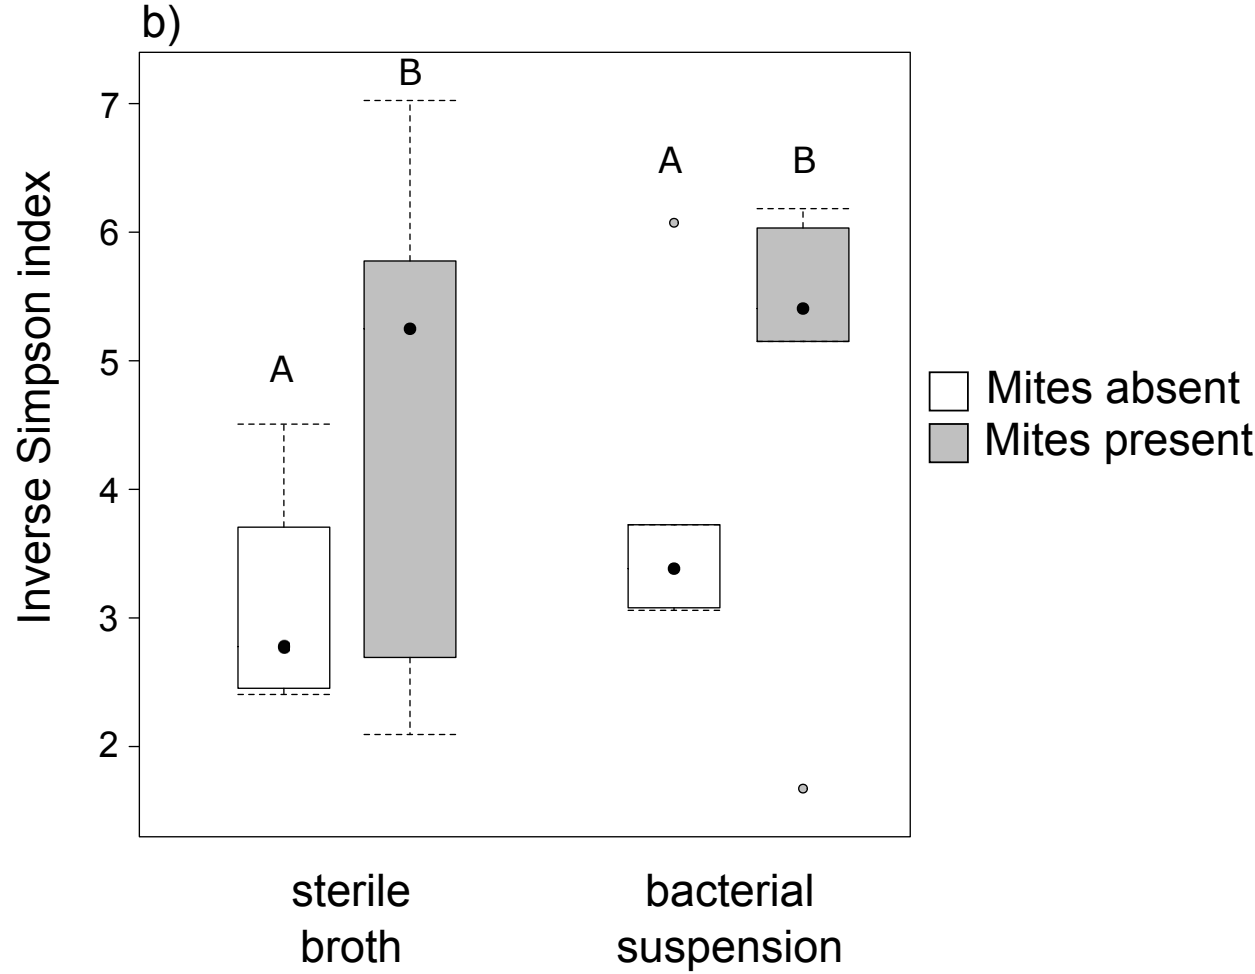 b)
Inverse Simpson index
7
6
5
4
3
2
A
B
A
B
Mites absent
Mites present
sterile
broth
bacterial
suspension